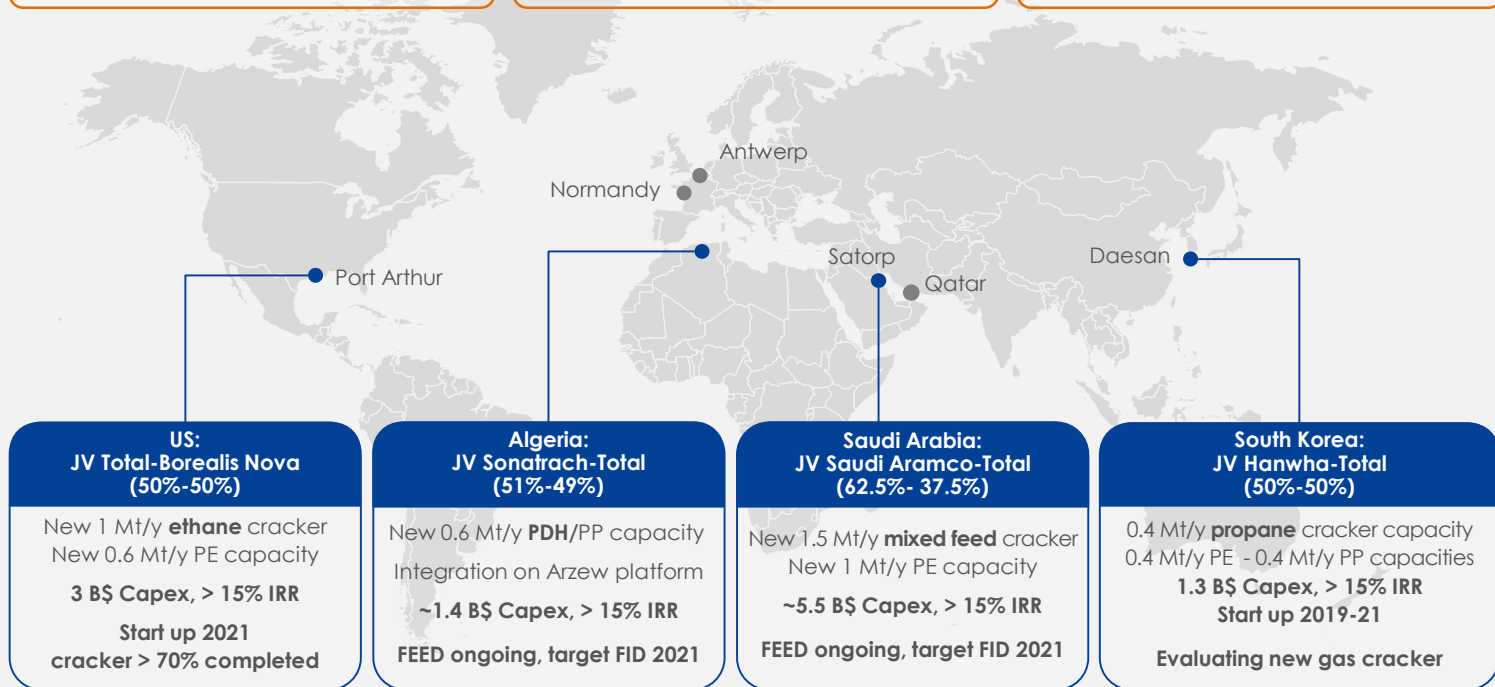 Antwerp
Normandy
Port Arthur
Satorp
Qatar
Daesan
US:
JV Total-Borealis Nova
(50%-50%)
New 1 Mt/y ethane cracker
New 0.6 Mt/y PE capacity
3 B$ Capex, > 15% IRR
Start up 2021
cracker > 70% completed
Algeria:
JV Sonatrach-Total
(51%-49%)
New 0.6 Mt/y PDH/PP capacity
Integration on Arzew platform
~1.4 B$ Capex, > 15% IRR
FEED ongoing, target FID 2021
Saudi Arabia:
JV Saudi Aramco-Total
(62.5%- 37.5%)
New 1.5 Mt/y mixed feed cracker
New 1 Mt/y PE capacity
~5.5 B$ Capex, > 15% IRR
FEED ongoing, target FID 2021
South Korea:
JV Hanwha-Total
(50%-50%)
0.4 Mt/y propane cracker capacity
0.4 Mt/y PE - 0.4 Mt/y PP capacities
1.3 B$ Capex, > 15% IRR
Start up 2019-21
Evaluating new gas cracker